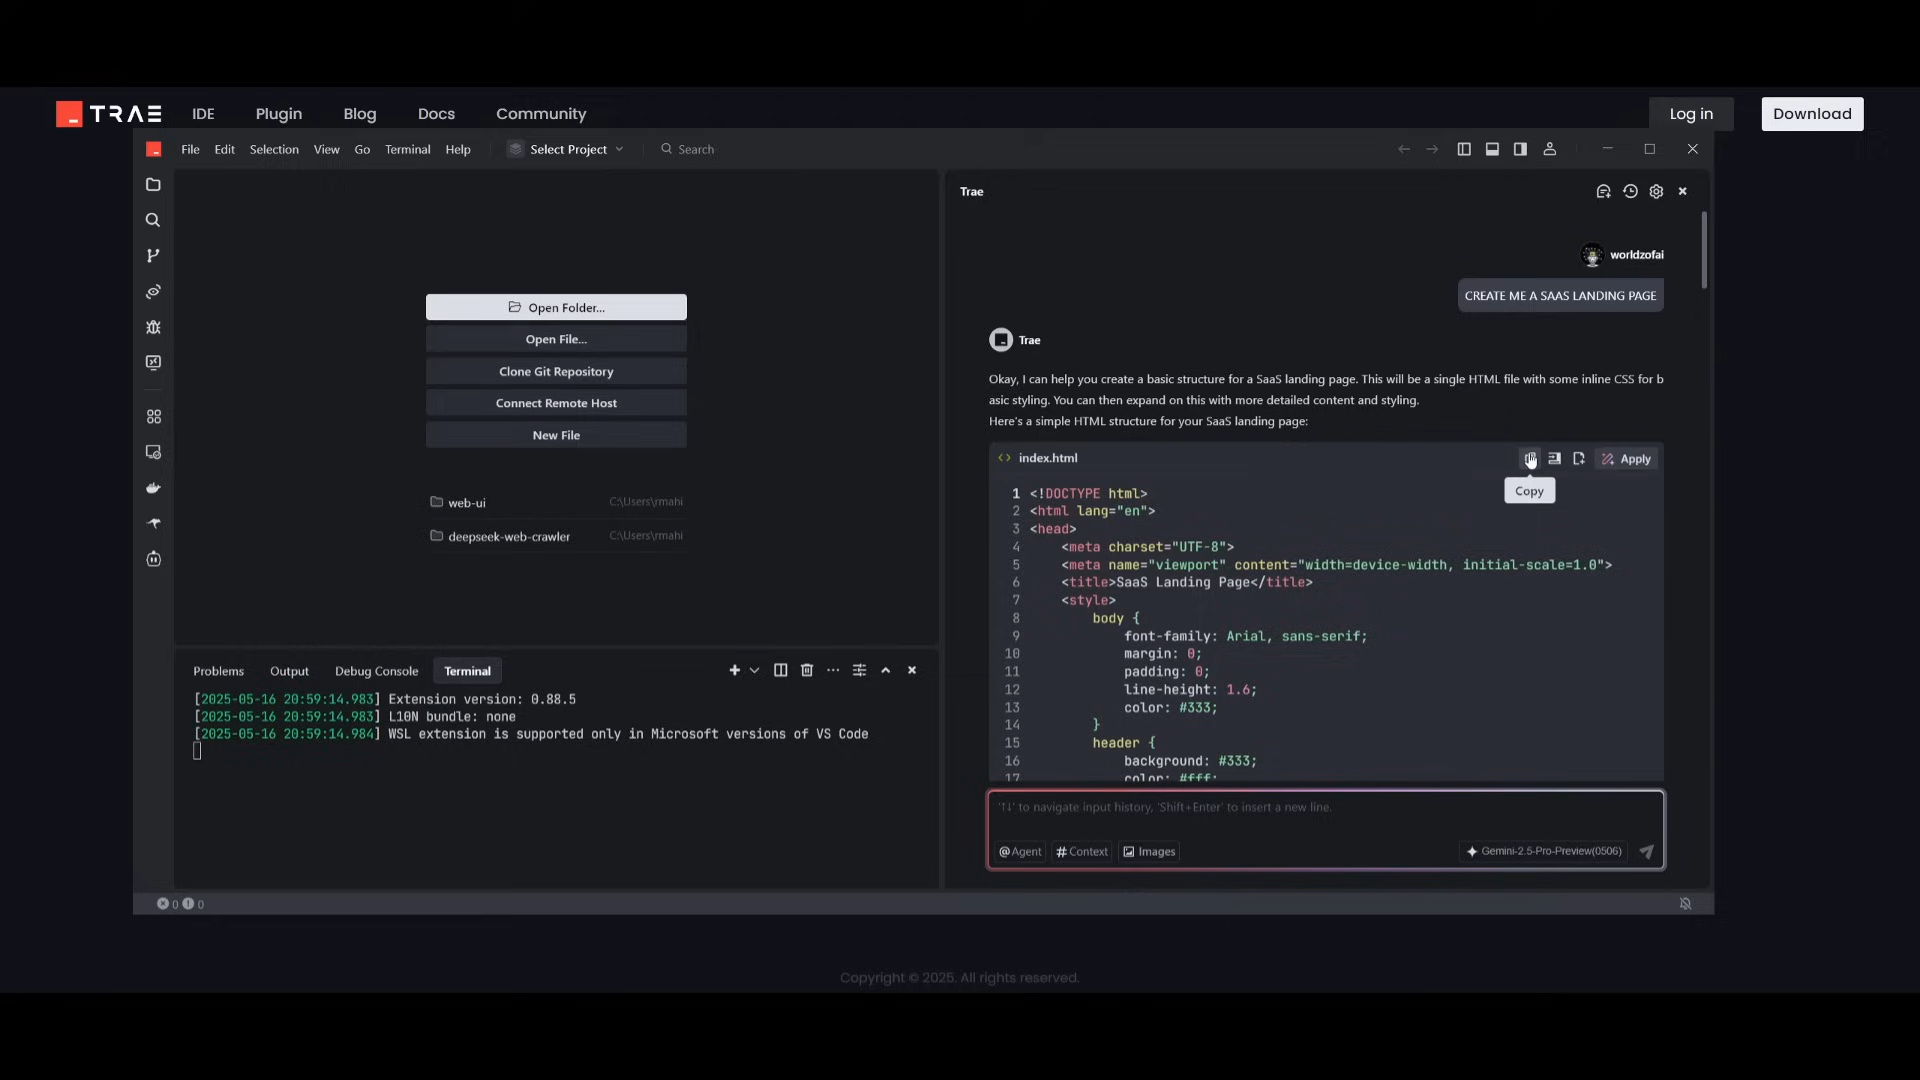 TRAE IDE Plugin Blog Docs Community Log in Download
File Edit Selection View Go Terminal Help Select Project Search
Open Folder...
Open File...
Clone Git Repository
Connect Remote Host
New File
web-ui C:\Users\rmahi
deepseek-web-crawler C:\Users\rmahi
Problems Output Debug Console Terminal
[2025-05-16 20:59:14.983] Extension version: 0.88.5
[2025-05-16 20:59:14.983] L10N bundle: none
[2025-05-16 20:59:14.984] WSL extension is supported only in Microsoft versions of VS Code
Trae
worldzofai
CREATE ME A SAAS LANDING PAGE
Trae
Okay, I can help you create a basic structure for a SaaS landing page. This will be a single HTML file with some inline CSS for b
asic styling. You can then expand on this with more detailed content and styling.
Here's a simple HTML structure for your SaaS landing page:
index.html Apply
Copy
1 <!DOCTYPE html>
2 <html lang="en">
3 <head>
4 <meta charset="UTF-8">
5 <meta name="viewport" content="width=device-width, initial-scale=1.0">
6 <title>SaaS Landing Page</title>
7 <style>
8 body {
9 font-family: Arial, sans-serif;
10 margin: 0;
11 padding: 0;
12 line-height: 1.6;
13 color: #333;
14 }
15 header {
16 background: #333;
17 color: #fff;
'↑↓' to navigate input history, 'Shift+Enter' to insert a new line.
@Agent #Context Images Gemini-2.5-Pro-Preview(0506)
0 0
Copyright © 2025. All rights reserved.